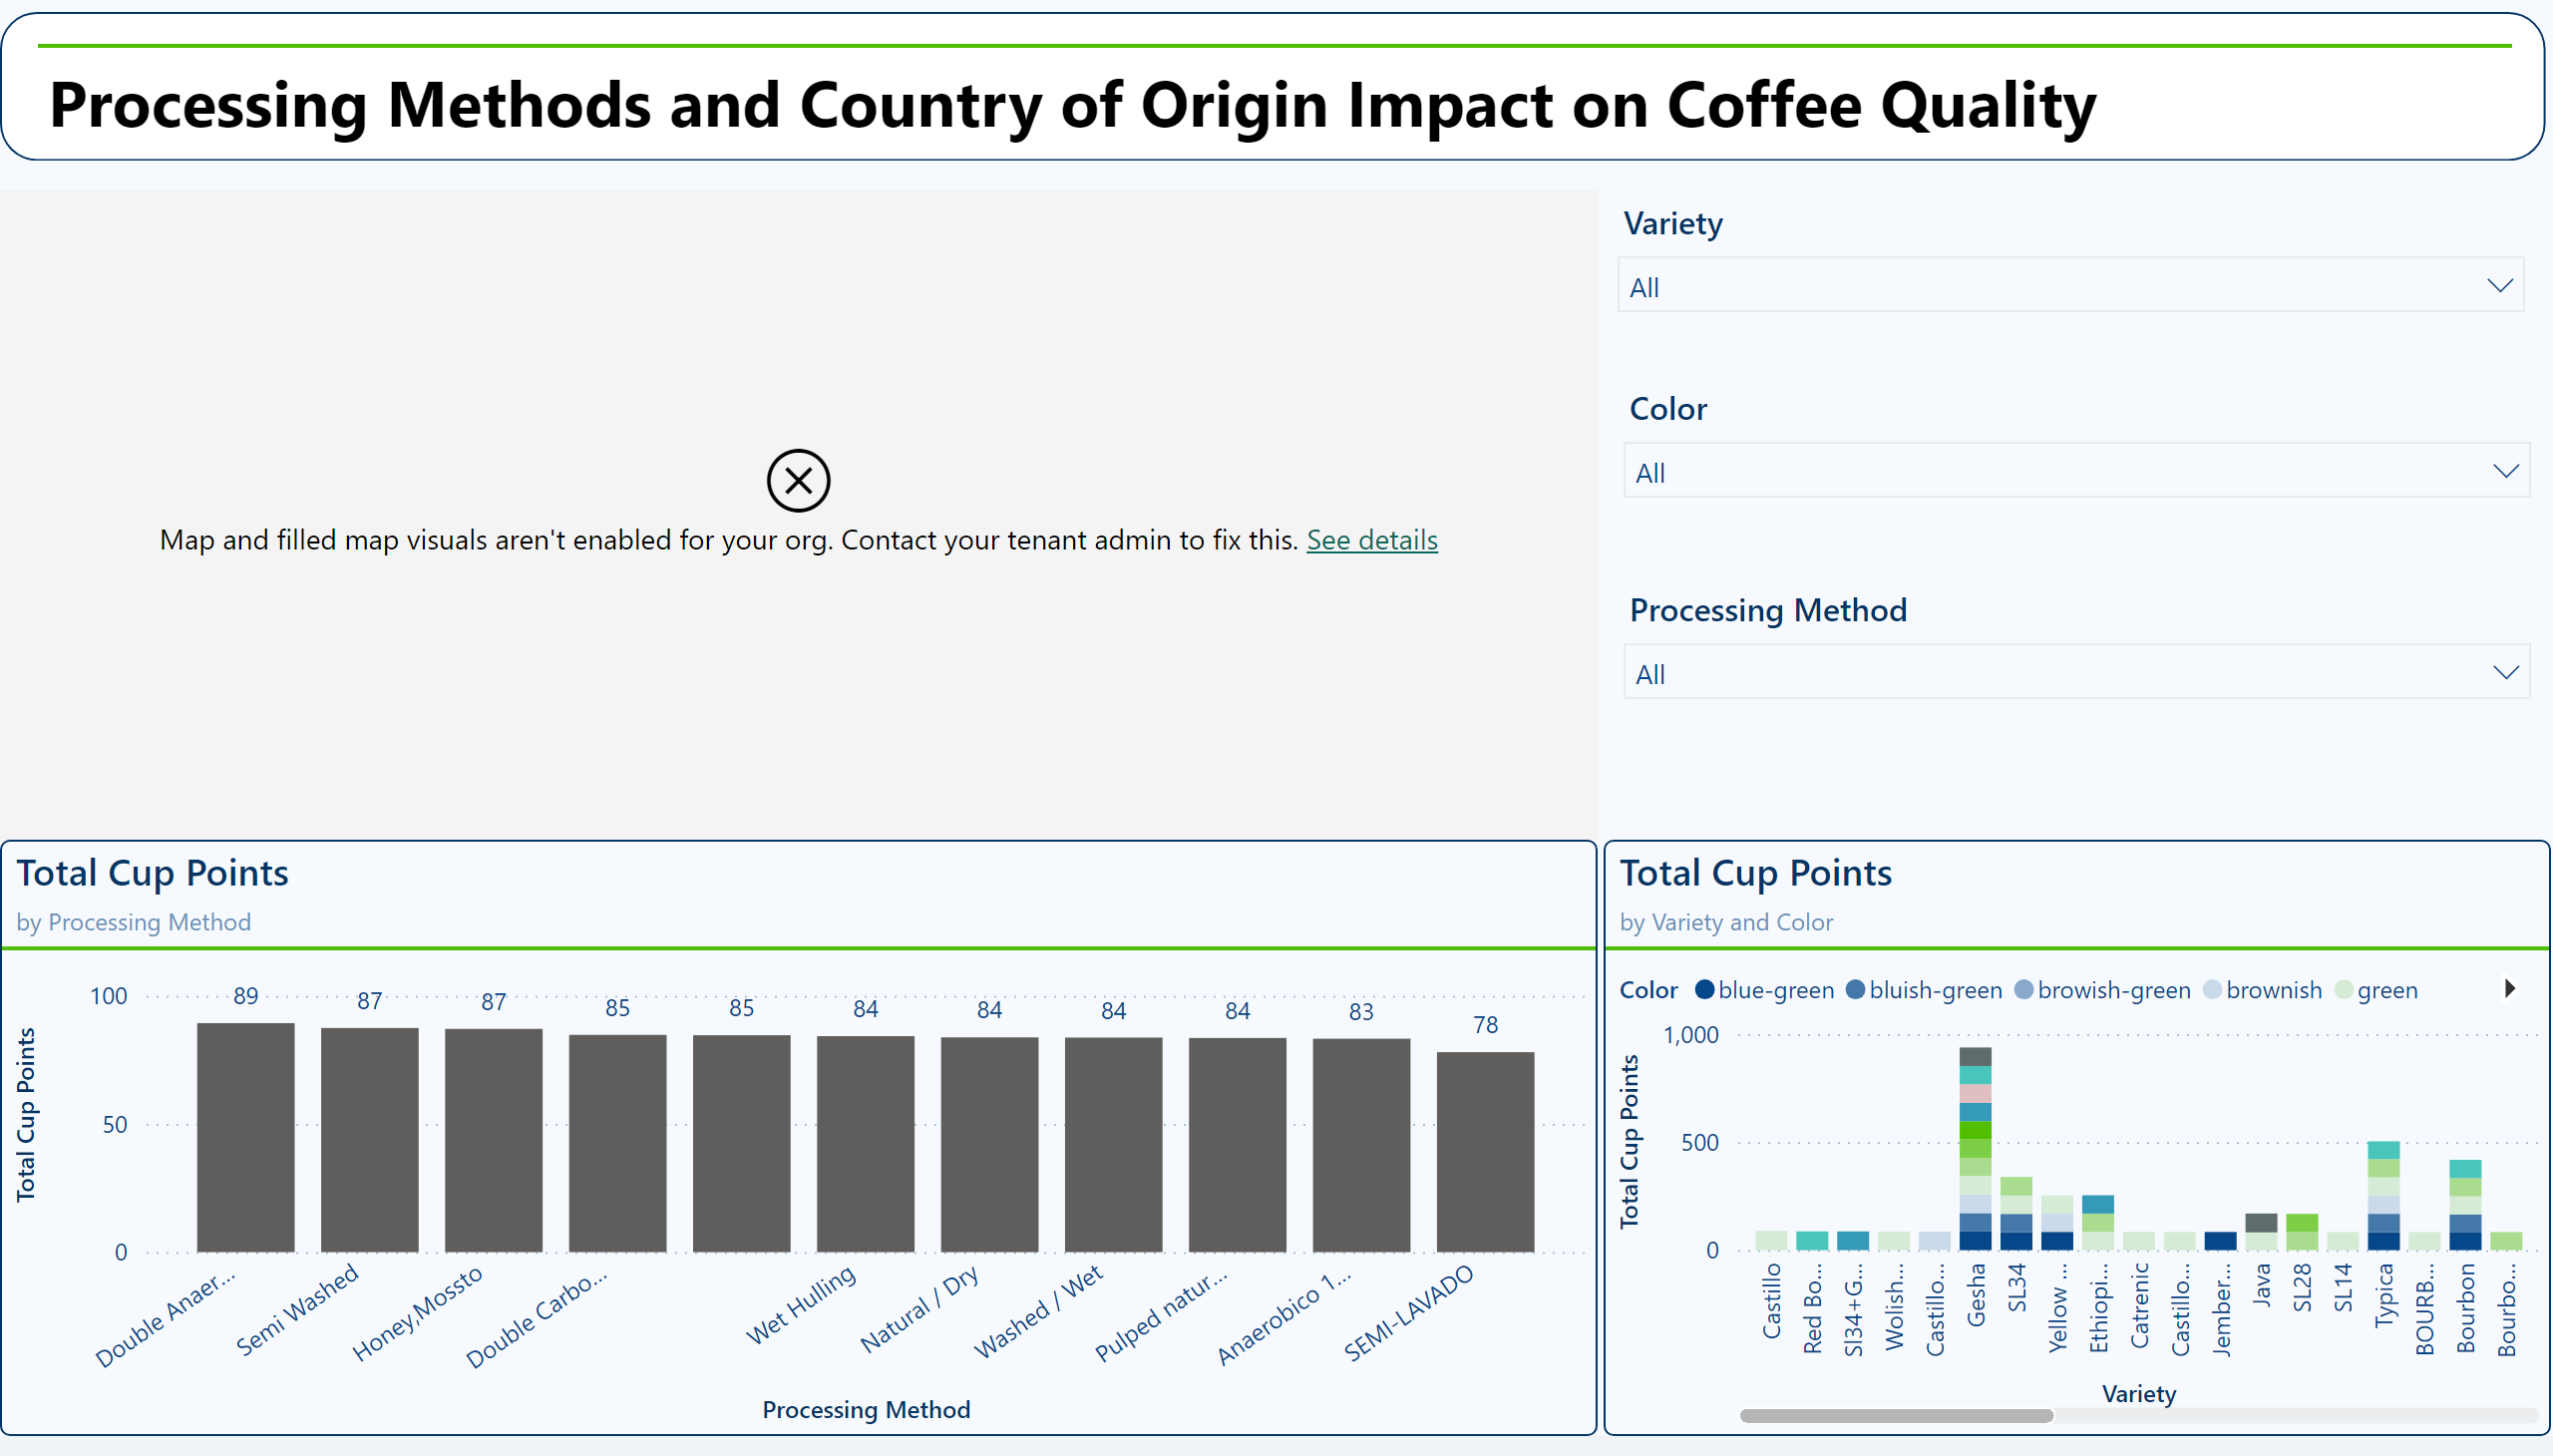 Processing Methods and Country of Origin Impact on Coffee Quality
Variety
All
Color
All
Processing Method
All
Map and filled map visuals aren't enabled for your org. Contact your tenant admin to fix this. See details
Total Cup Points
by Processing Method
Total Cup Points
100
50
0
89
87
87
85
85
84
84
84
84
83
78
Double Anaer...
Semi Washed
Honey,Mossto
Double Carbo...
Wet Hulling
Natural / Dry
Washed / Wet
Pulped natur...
Anaerobico 1...
SEMI-LAVADO
Processing Method
Total Cup Points
by Variety and Color
Color blue-green bluish-green browish-green brownish green
Total Cup Points
1,000
500
0
Castillo
Red Bo...
Sl34+G...
Wolish...
Castillo...
Gesha
SL34
Yellow ...
Ethiopi...
Catrenic
Castillo...
Jember...
Java
SL28
SL14
Typica
BOURB...
Bourbon
Bourbo...
Variety